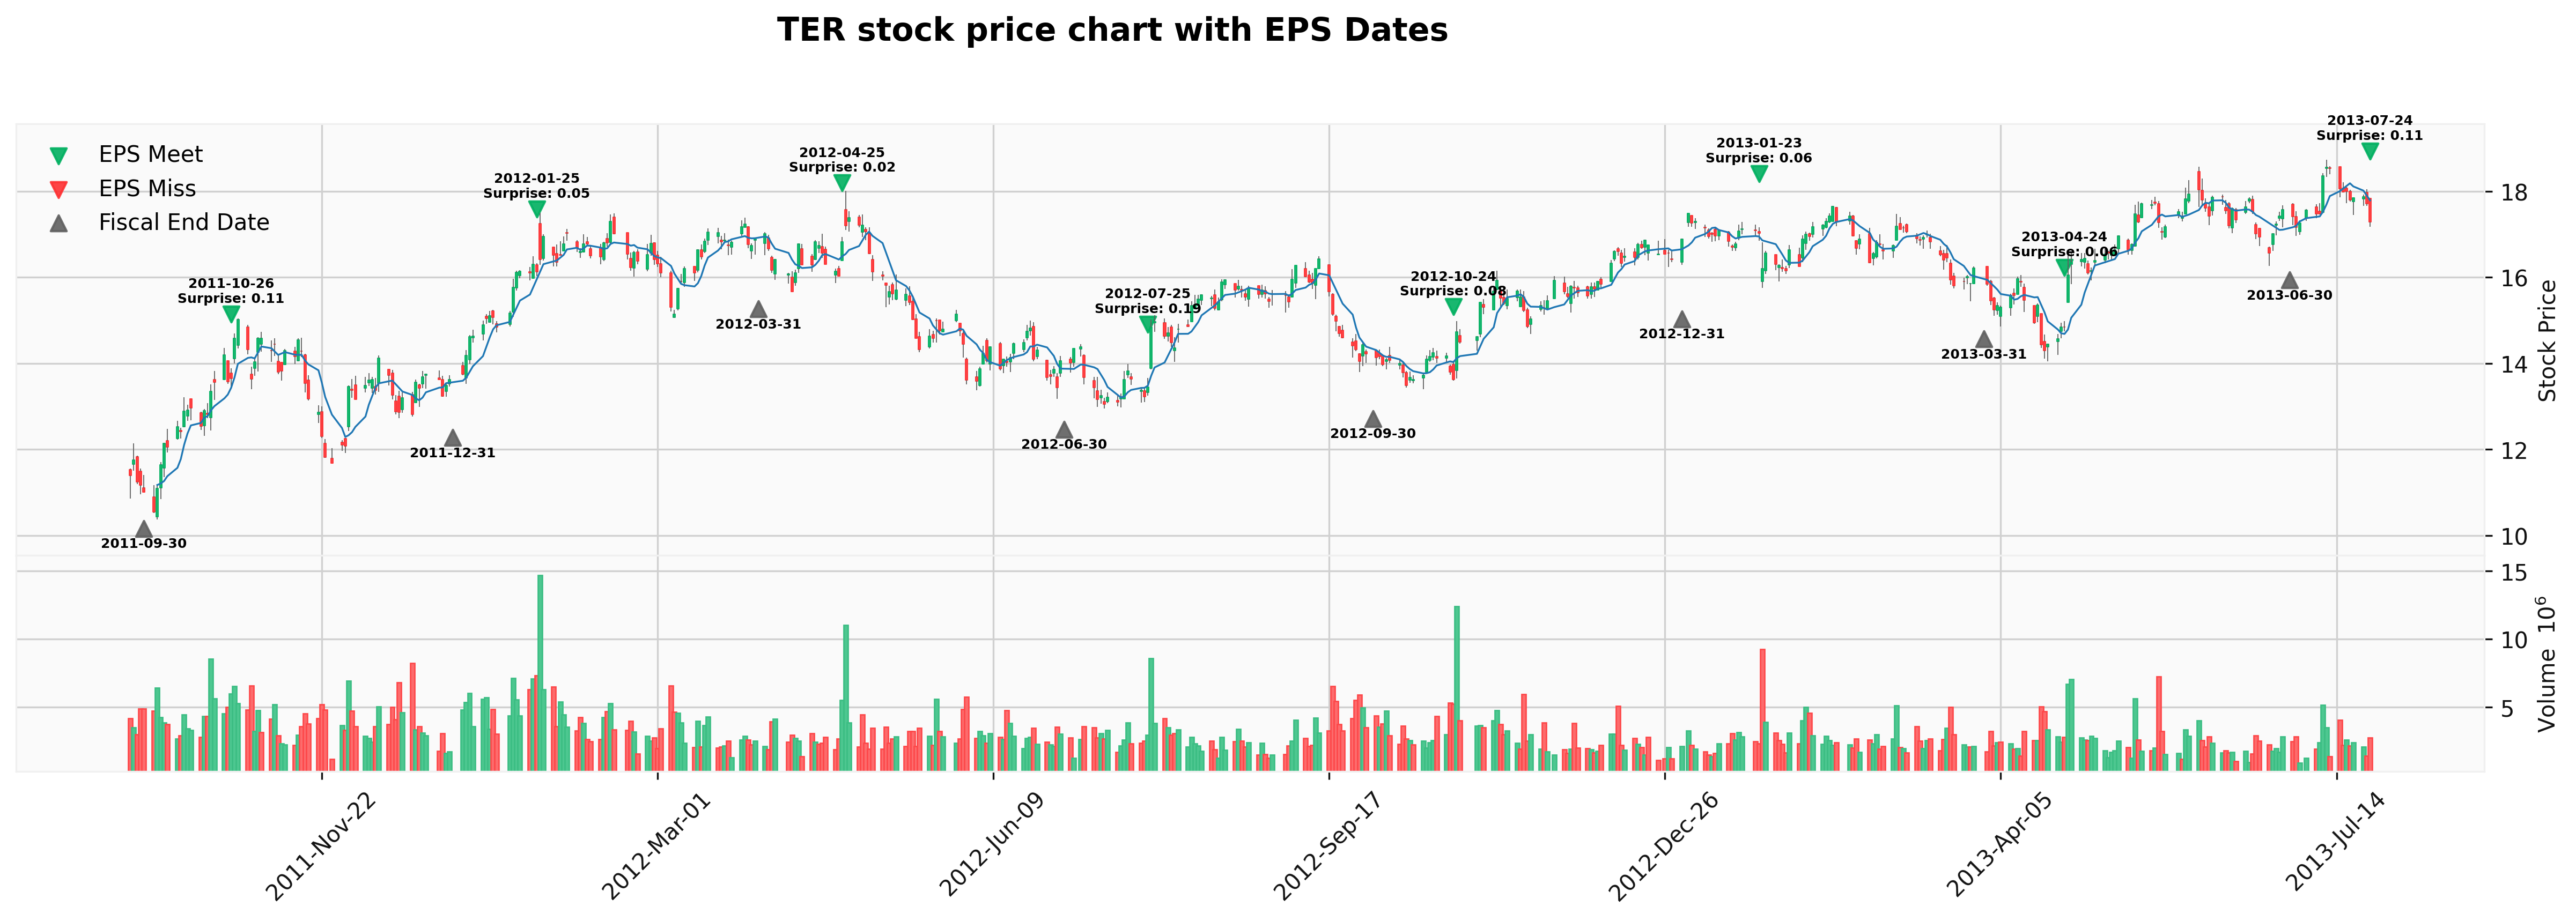 TER stock price chart with EPS Dates
EPS Meet
EPS Miss
Fiscal End Date
2011-09-30
2011-10-26
Surprise: 0.11
2011-12-31
2012-01-25
Surprise: 0.05
2012-03-31
2012-04-25
Surprise: 0.02
2012-06-30
2012-07-25
Surprise: 0.19
2012-09-30
2012-10-24
Surprise: 0.08
2012-12-31
2013-01-23
Surprise: 0.06
2013-03-31
2013-04-24
Surprise: 0.06
2013-06-30
2013-07-24
Surprise: 0.11
18
16
14
12
10
Stock Price
15
10
5
Volume 10⁶
2011-Nov-22
2012-Mar-01
2012-Jun-09
2012-Sep-17
2012-Dec-26
2013-Apr-05
2013-Jul-14